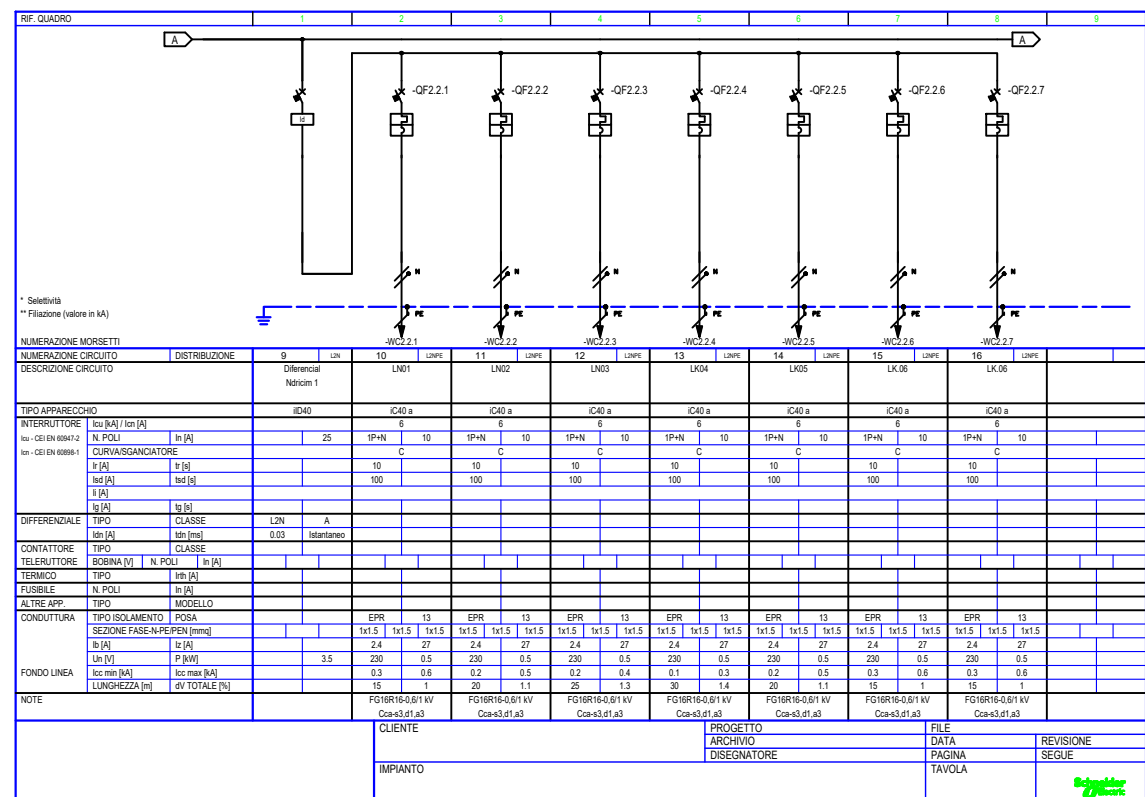 RIF. QUADRO 1 2 3 4 5 6 7 8 9
A A
-QF2.2.1 -QF2.2.2 -QF2.2.3 -QF2.2.4 -QF2.2.5 -QF2.2.6 -QF2.2.7
Id
N N N N N N N
* Selettività
** Filiazione (valore in kA)
PE PE PE PE PE PE PE
NUMERAZIONE MORSETTI -WC2.2.1 -WC2.2.2 -WC2.2.3 -WC2.2.4 -WC2.2.5 -WC2.2.6 -WC2.2.7
NUMERAZIONE CIRCUITO DISTRIBUZIONE 9 L2N 10 L2NPE 11 L2NPE 12 L2NPE 13 L2NPE 14 L2NPE 15 L2NPE 16 L2NPE
DESCRIZIONE CIRCUITO Diferencial LN01 LN02 LN03 LK04 LK05 LK.06 LK.06
Ndricim 1
TIPO APPARECCHIO iID40 iC40 a iC40 a iC40 a iC40 a iC40 a iC40 a iC40 a
INTERRUTTORE Icu [kA] / Icn [A] 6 6 6 6 6 6 6
Icu - CEI EN 60947-2 N. POLI In [A] 25 1P+N 10 1P+N 10 1P+N 10 1P+N 10 1P+N 10 1P+N 10 1P+N 10
Icn - CEI EN 60898-1 CURVA/SGANCIATORE C C C C C C C
Ir [A] tr [s] 10 10 10 10 10 10 10
Isd [A] tsd [s] 100 100 100 100 100 100 100
Ii [A]
Ig [A] tg [s]
DIFFERENZIALE TIPO CLASSE L2N A
Idn [A] tdn [ms] 0.03 Istantaneo
CONTATTORE TIPO CLASSE
TELERUTTORE BOBINA [V] N. POLI In [A]
TERMICO TIPO Irth [A]
FUSIBILE N. POLI In [A]
ALTRE APP. TIPO MODELLO
CONDUTTURA TIPO ISOLAMENTO POSA EPR 13 EPR 13 EPR 13 EPR 13 EPR 13 EPR 13 EPR 13
SEZIONE FASE-N-PE/PEN [mmq] 1x1.5 1x1.5 1x1.5 1x1.5 1x1.5 1x1.5 1x1.5 1x1.5 1x1.5 1x1.5 1x1.5 1x1.5 1x1.5 1x1.5 1x1.5 1x1.5 1x1.5 1x1.5 1x1.5 1x1.5 1x1.5
Ib [A] Iz [A] 2.4 27 2.4 27 2.4 27 2.4 27 2.4 27 2.4 27 2.4 27
Un [V] P [kW] 3.5 230 0.5 230 0.5 230 0.5 230 0.5 230 0.5 230 0.5 230 0.5
FONDO LINEA Icc min [kA] Icc max [kA] 0.3 0.6 0.2 0.5 0.2 0.4 0.1 0.3 0.2 0.5 0.3 0.6 0.3 0.6
LUNGHEZZA [m] dV TOTALE [%] 15 1 20 1.1 25 1.3 30 1.4 20 1.1 15 1 15 1
NOTE FG16R16-0,6/1 kV FG16R16-0,6/1 kV FG16R16-0,6/1 kV FG16R16-0,6/1 kV FG16R16-0,6/1 kV FG16R16-0,6/1 kV FG16R16-0,6/1 kV
Cca-s3,d1,a3 Cca-s3,d1,a3 Cca-s3,d1,a3 Cca-s3,d1,a3 Cca-s3,d1,a3 Cca-s3,d1,a3 Cca-s3,d1,a3
CLIENTE PROGETTO FILE
ARCHIVIO DATA REVISIONE
DISEGNATORE PAGINA SEGUE
IMPIANTO TAVOLA
Schneider Electric